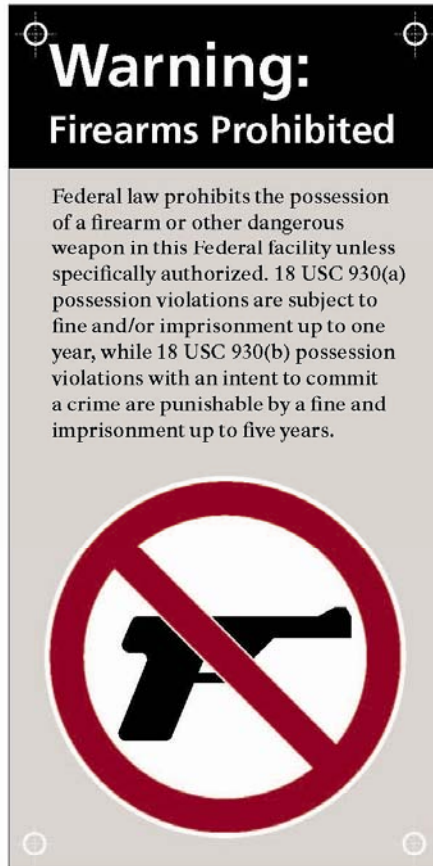 Warning:
Firearms Prohibited
Federal law prohibits the possession
of a firearm or other dangerous
weapon in this Federal facility unless
specifically authorized. 18 USC 930(a)
possession violations are subject to
fine and/or imprisonment up to one
year, while 18 USC 930(b) possession
violations with an intent to commit
a crime are punishable by a fine and
imprisonment up to five years.